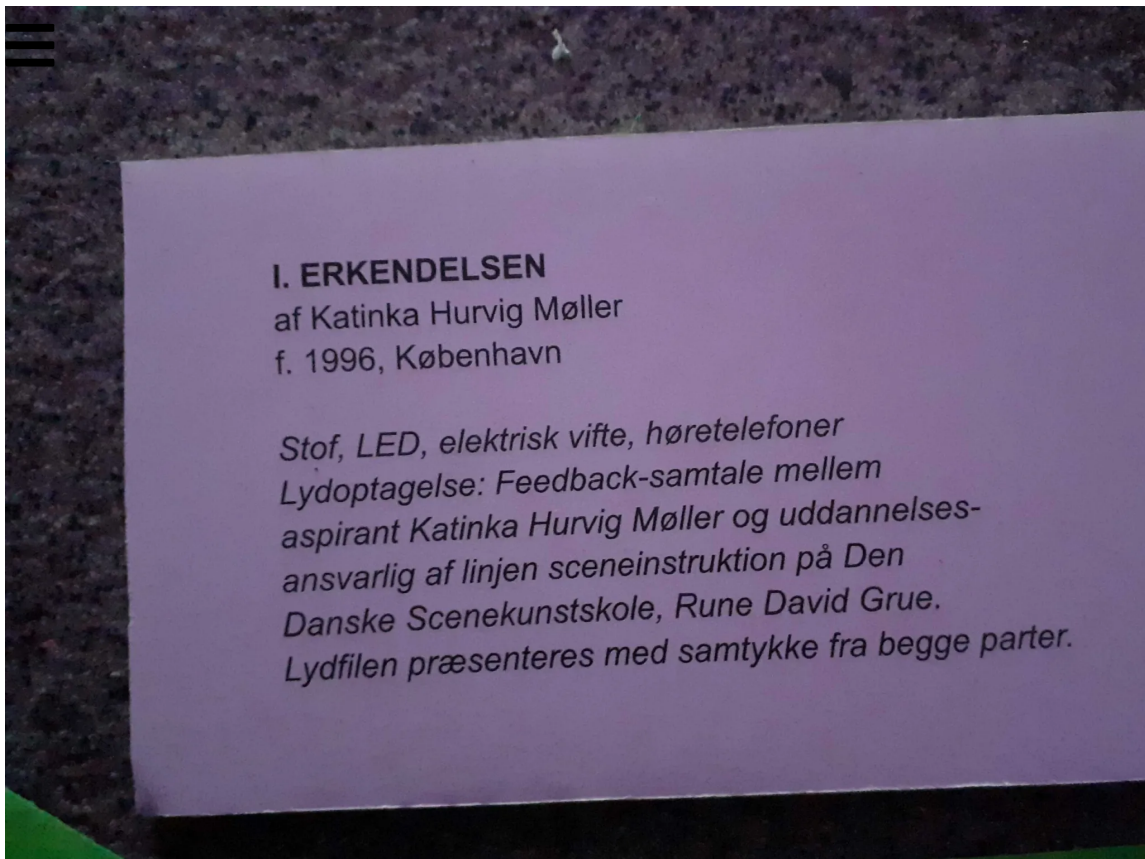 I. ERKENDELSEN
af Katinka Hurvig Møller
f. 1996, København
Stof, LED, elektrisk vifte, høretelefoner
Lydoptagelse: Feedback-samtale mellem
aspirant Katinka Hurvig Møller og uddannelses-
ansvarlig af linjen sceneinstruktion på Den
Danske Scenekunstskole, Rune David Grue.
Lydfilen præsenteres med samtykke fra begge parter.